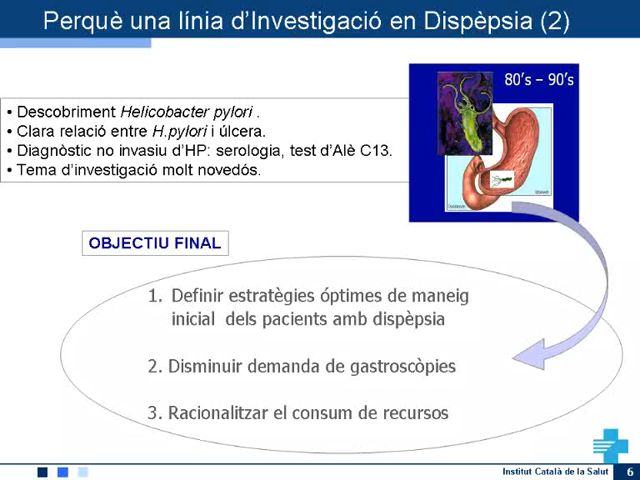 Perquè una línia d'Investigació en Dispèpsia (2)
80's – 90's
• Descobriment Helicobacter pylori .
• Clara relació entre H.pylori i úlcera.
• Diagnòstic no invasiu d'HP: serologia, test d'Alè C13.
• Tema d'investigació molt novedós.
OBJECTIU FINAL
1. Definir estratègies óptimes de maneig
inicial dels pacients amb dispèpsia
2. Disminuir demanda de gastroscòpies
3. Racionalitzar el consum de recursos
Institut Català de la Salut
6